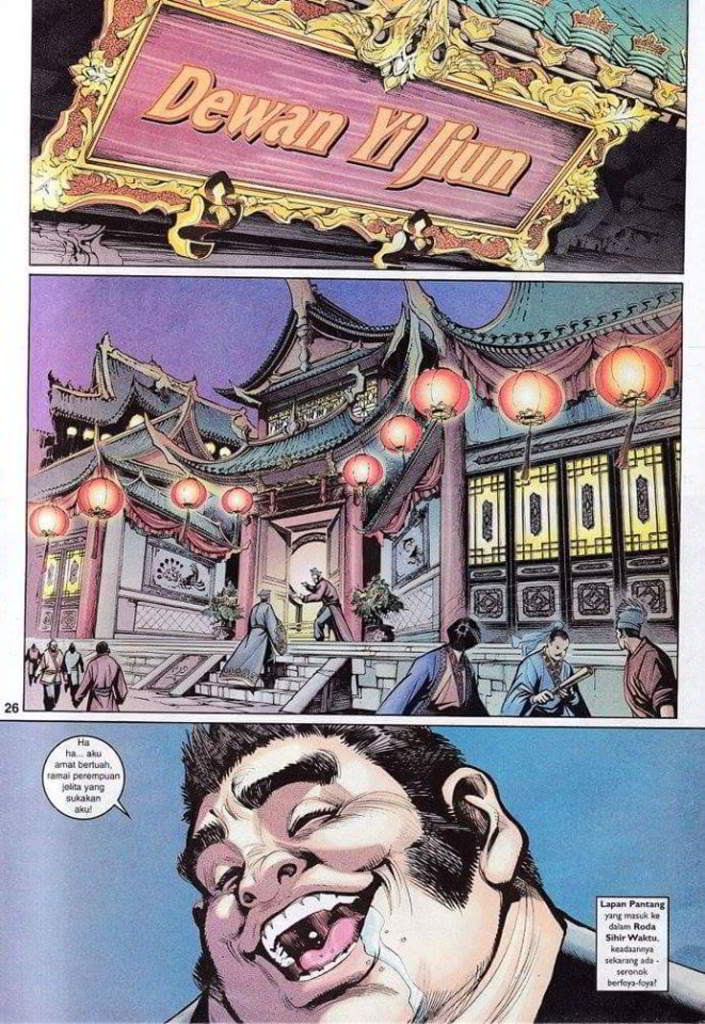 Dewan Yi Jiun
26
Ha
ha... aku
amat bertuah,
ramai perempuan
jelita yang
sukakan
aku!
Lapan Pantang
yang masuk ke
dalam Roda
Sihir Waktu,
keadaannya
sekarang ada -
seronok
berfoya-foya?